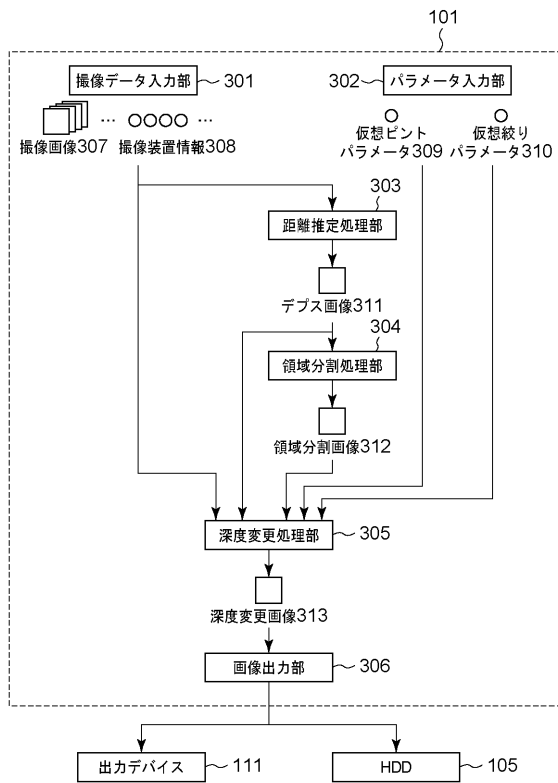 101
撮像データ入力部 301
302 パラメータ入力部
撮像画像307 … 撮像装置情報308 …
仮想ピント
パラメータ309
仮想絞り
パラメータ310
303
距離推定処理部
デプス画像311
304
領域分割処理部
領域分割画像312
深度変更処理部 305
深度変更画像313
画像出力部 306
出力デバイス 111
HDD 105